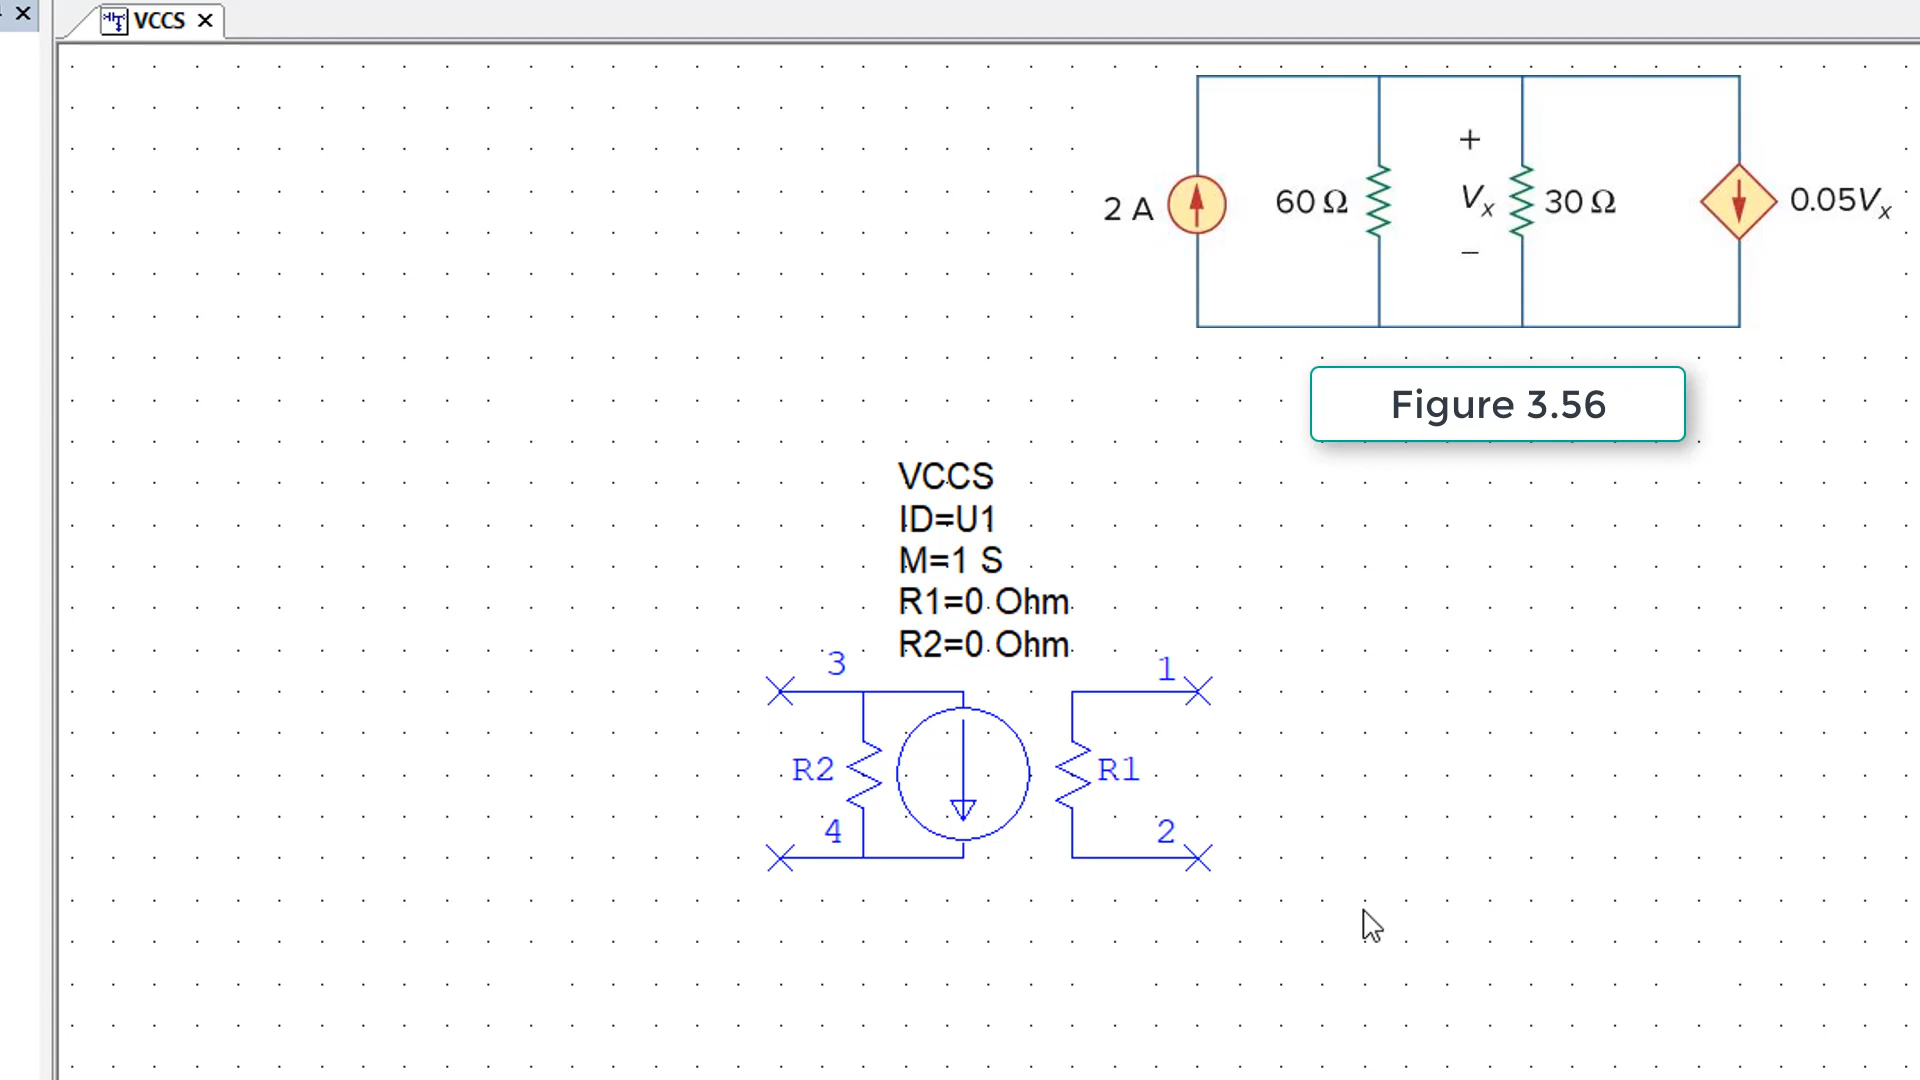 VCCS
2 A
60 Ω
+
Vx
−
30 Ω
0.05Vx
Figure 3.56
VCCS
ID=U1
M=1 S
R1=0 Ohm
R2=0 Ohm
3
1
R2
R1
4
2